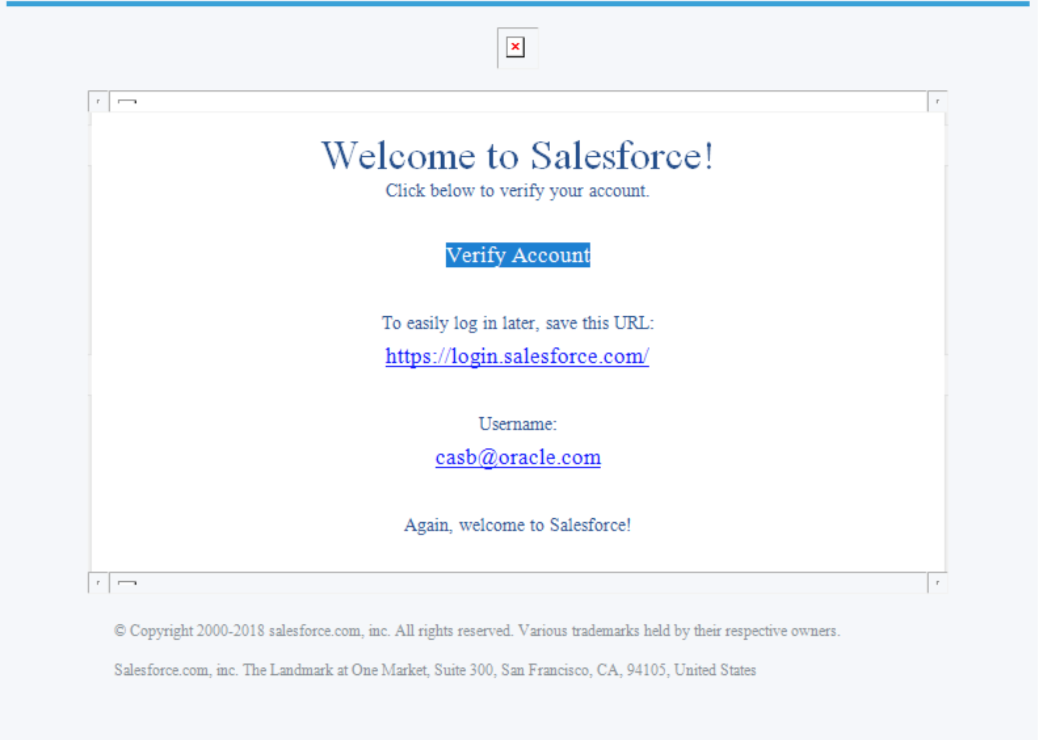 Welcome to Salesforce!
Click below to verify your account.
Verify Account
To easily log in later, save this URL:
https://login.salesforce.com/
Username:
casb@oracle.com
Again, welcome to Salesforce!
© Copyright 2000-2018 salesforce.com, inc. All rights reserved. Various trademarks held by their respective owners.
Salesforce.com, inc. The Landmark at One Market, Suite 300, San Francisco, CA, 94105, United States